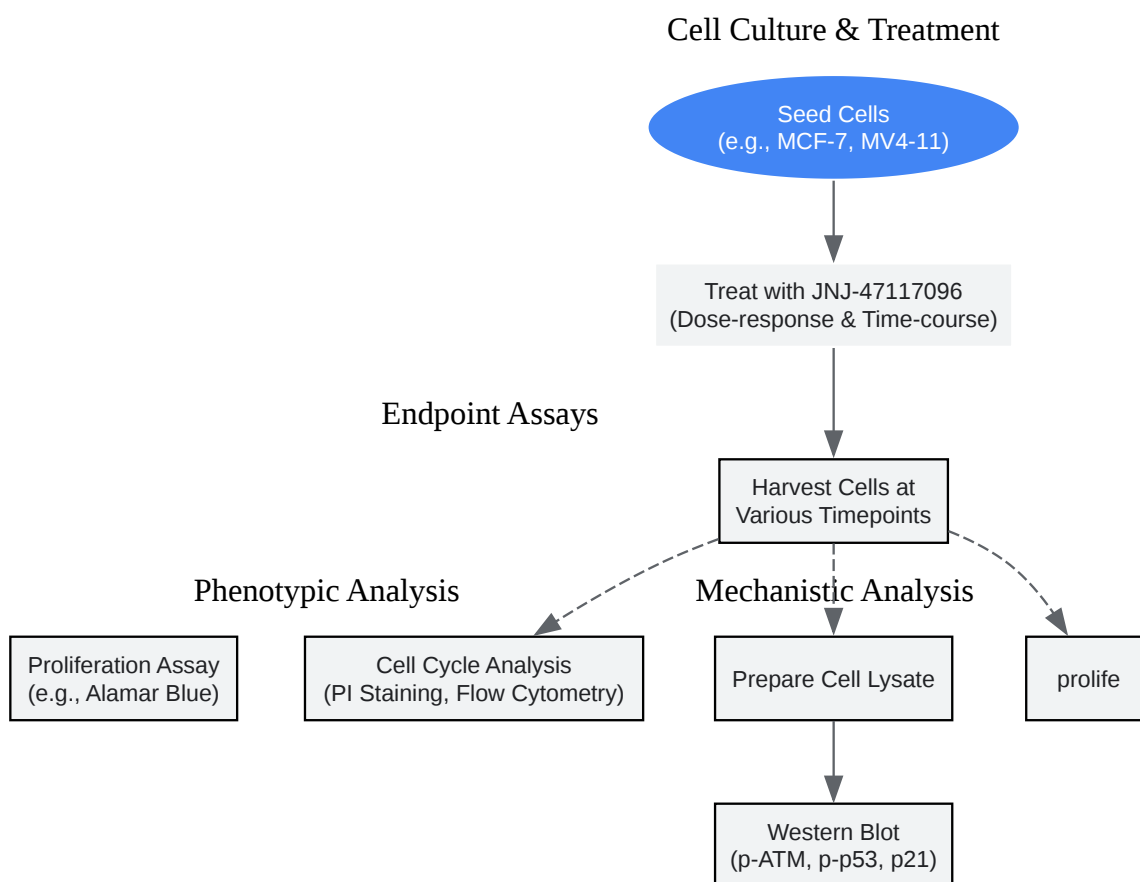 Cell Culture & Treatment
Seed Cells
(e.g., MCF-7, MV4-11)
Treat with JNJ-47117096
(Dose-response & Time-course)
Endpoint Assays
Harvest Cells at
Various Timepoints
Phenotypic Analysis
Mechanistic Analysis
Proliferation Assay
(e.g., Alamar Blue)
Cell Cycle Analysis
(PI Staining, Flow Cytometry)
Prepare Cell Lysate
prolife
Western Blot
(p-ATM, p-p53, p21)